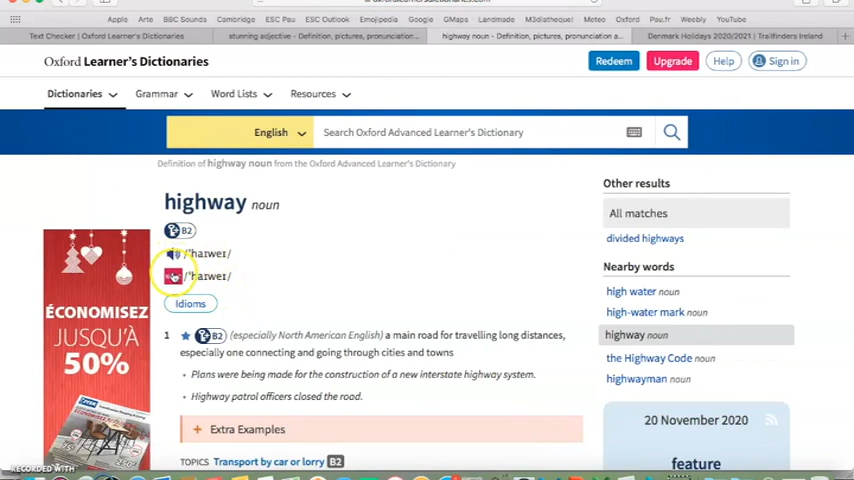 oxfordlearnersdictionaries.com
Apple Arte BBC Sounds Cambridge ESC Pau ESC Outlook Emojipedia Google GMaps Landmade M3diatheque! Meteo Oxford Pau.fr Weebly YouTube
Text Checker | Oxford Learner's Dictionaries
stunning adjective - Definition, pictures, pronunciation...
highway noun - Definition, pictures, pronunciation a...
Denmark Holidays 2020/2021 | Trailfinders Ireland
Oxford Learner's Dictionaries
Redeem Upgrade Help Sign in
Dictionaries Grammar Word Lists Resources
English Search Oxford Advanced Learner's Dictionary
Definition of highway noun from the Oxford Advanced Learner's Dictionary
highway noun
B2
/ˈhaɪweɪ/
/ˈhaɪweɪ/
Idioms
1 B2 (especially North American English) a main road for travelling long distances,
especially one connecting and going through cities and towns
• Plans were being made for the construction of a new interstate highway system.
• Highway patrol officers closed the road.
+ Extra Examples
TOPICS Transport by car or lorry B2
Other results
All matches
divided highways
Nearby words
high water noun
high-water mark noun
highway noun
the Highway Code noun
highwayman noun
20 November 2020
feature
ÉCONOMISEZ
JUSQU'À
50%
RECORDED WITH